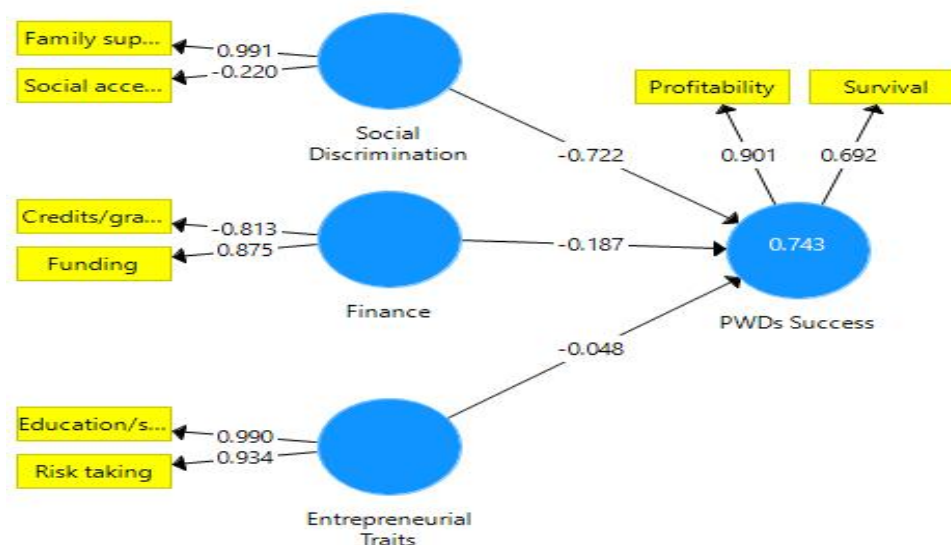 Family sup...
0.991
Social acce...
-0.220
Social
Discrimination
-0.722
Profitability
Survival
0.901
0.692
Credits/gra...
-0.813
Funding
0.875
Finance
-0.187
0.743
PWDs Success
-0.048
Education/s...
0.990
Risk taking
0.934
Entrepreneurial
Traits